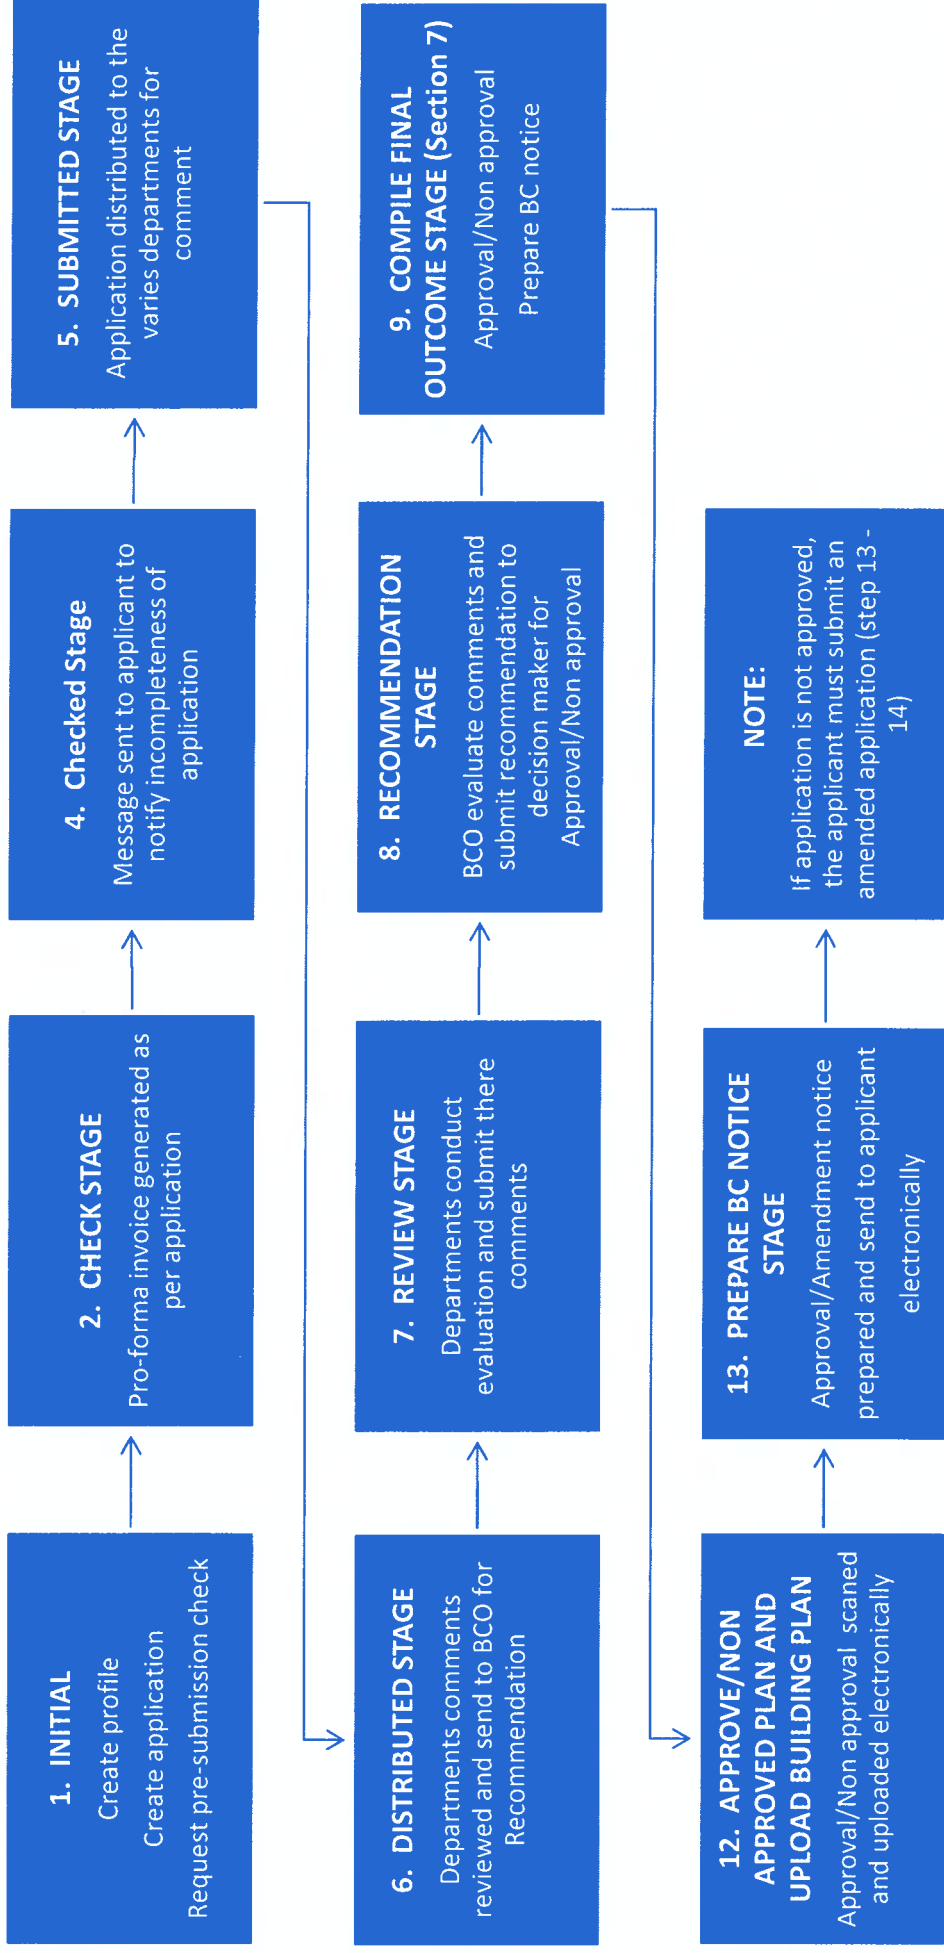 1. INITIAL
Create profile
Create application
Request pre-submission check
2. CHECK STAGE
Pro-forma invoice generated as
per application
4. Checked Stage
Message sent to applicant to
notify incompleteness of
application
5. SUBMITTED STAGE
Application distributed to the
varies departments for
comment
6. DISTRIBUTED STAGE
Departments comments
reviewed and send to BCO for
Recommendation
7. REVIEW STAGE
Departments conduct
evaluation and submit there
comments
8. RECOMMENDATION
STAGE
BCO evaluate comments and
submit recommendation to
decision maker for
Approval/Non approval
9. COMPILE FINAL
OUTCOME STAGE (Section 7)
Approval/Non approval
Prepare BC notice
12. APPROVE/NON
APPROVED PLAN AND
UPLOAD BUILDING PLAN
Approval/Non approval scaned
and uploaded electronically
13. PREPARE BC NOTICE
STAGE
Approval/Amendment notice
prepared and send to applicant
electronically
NOTE:
If application is not approved,
the applicant must submit an
amended application (step 13 -
14)